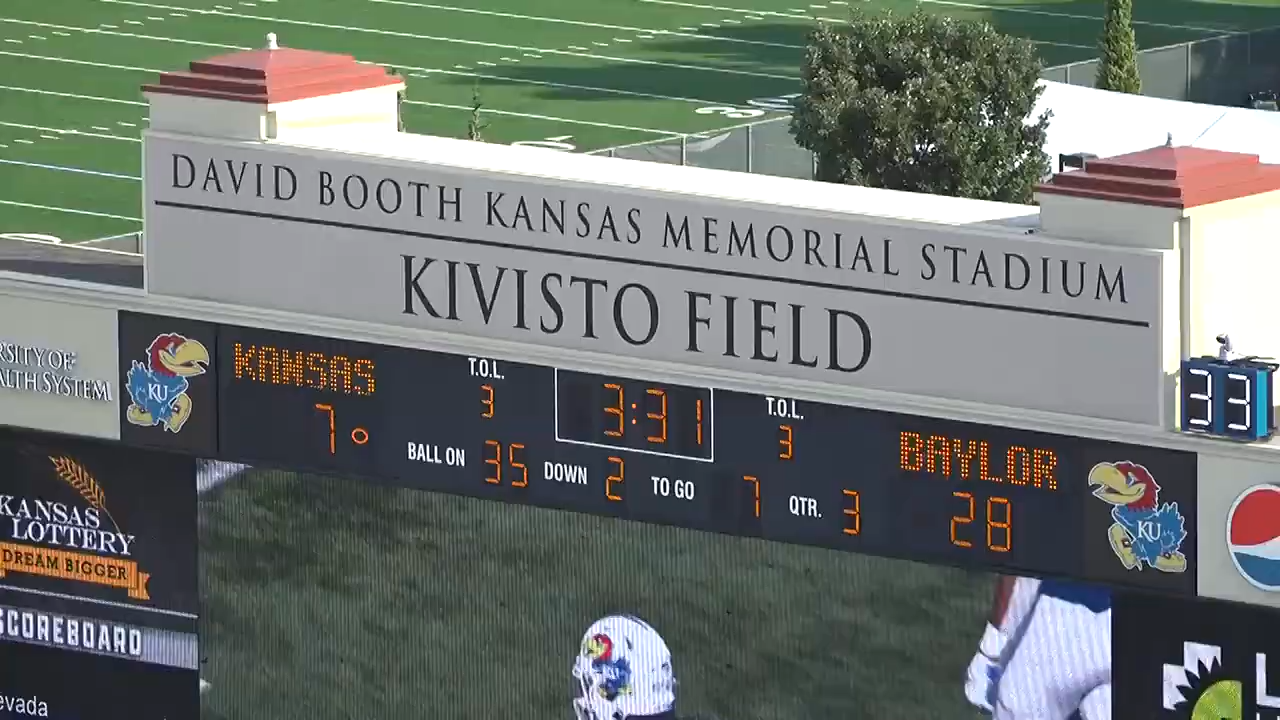 30
DAVID BOOTH KANSAS MEMORIAL STADIUM
KIVISTO FIELD
RSITY OF
ALTH SYSTEM
KU
KANSAS
7
T.O.L.
3
3:31
T.O.L.
3
BAYLOR
28
BALL ON 35 DOWN 2 TO GO 7 QTR. 3
KU
33
KANSAS
LOTTERY
DREAM BIGGER
SCOREBOARD
evada
KU
L